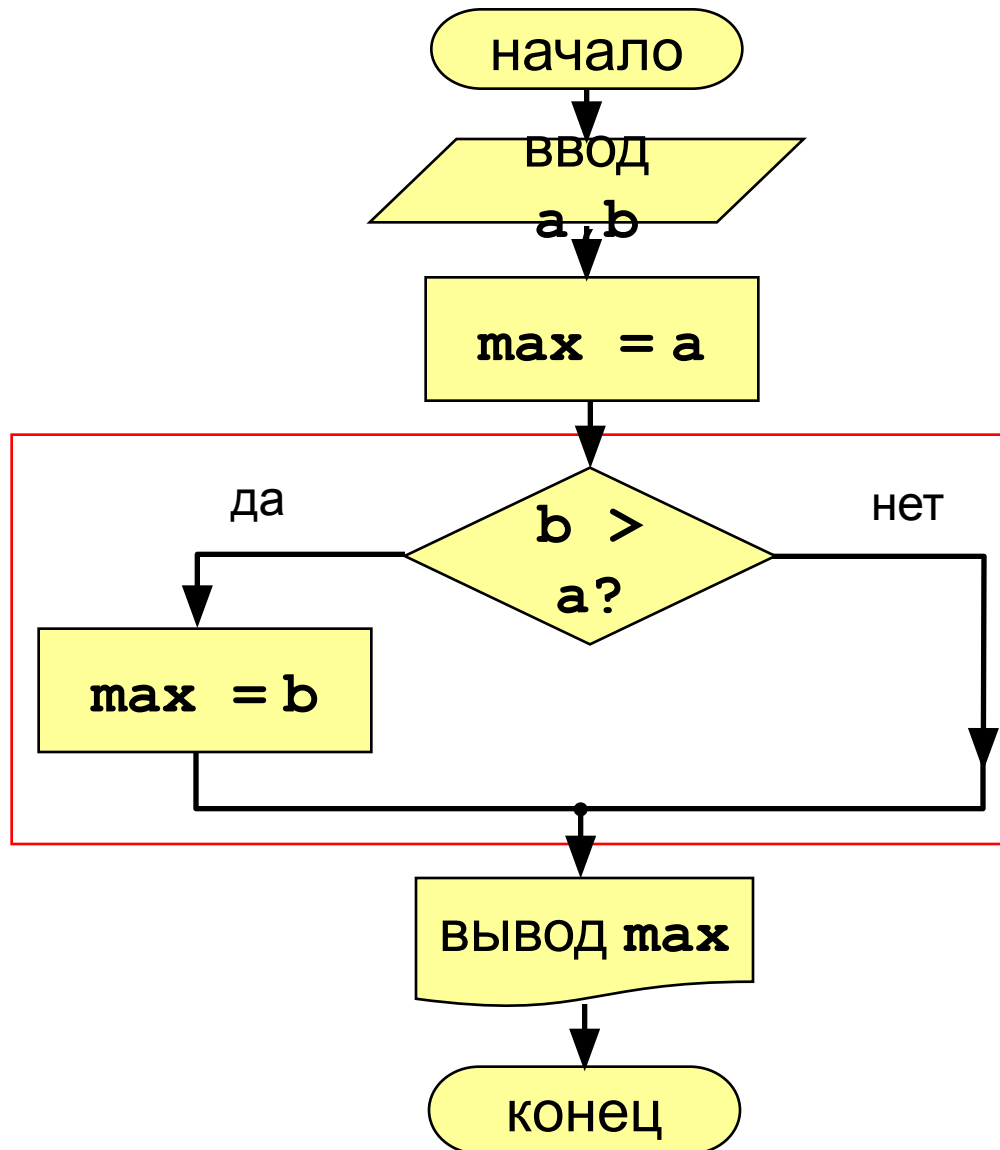 начало
ввод
a,b
max = a
да
нет
b >
a?
max = b
вывод max
конец